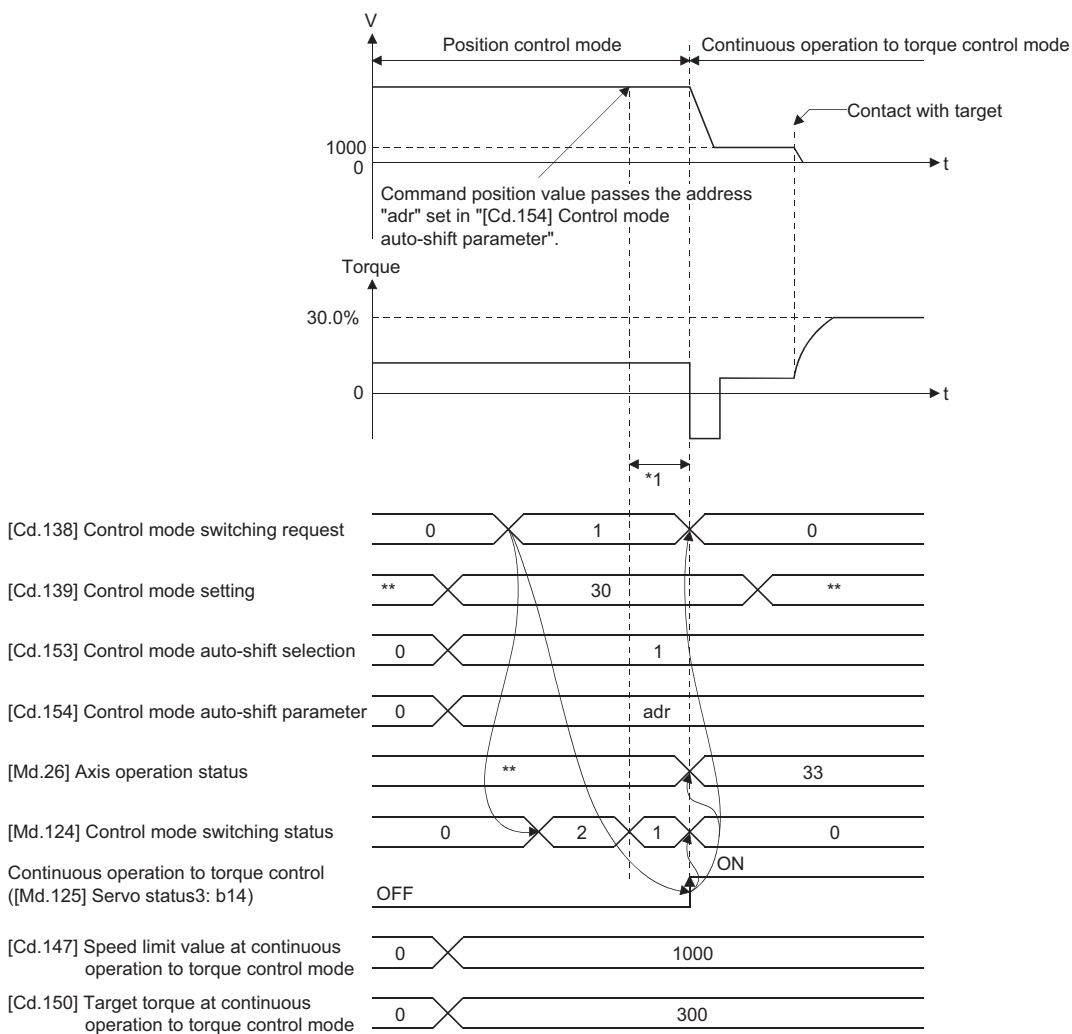 V
Position control mode
Continuous operation to torque control mode
Contact with target
1000
0
t
Command position value passes the address
"adr" set in "[Cd.154] Control mode
auto-shift parameter".
Torque
30.0%
0
t
*1
[Cd.138] Control mode switching request
0
1
0
[Cd.139] Control mode setting
**
30
**
[Cd.153] Control mode auto-shift selection
0
1
[Cd.154] Control mode auto-shift parameter
0
adr
[Md.26] Axis operation status
**
33
[Md.124] Control mode switching status
0
2
1
0
Continuous operation to torque control
([Md.125] Servo status3: b14)
OFF
ON
[Cd.147] Speed limit value at continuous
operation to torque control mode
0
1000
[Cd.150] Target torque at continuous
operation to torque control mode
0
300